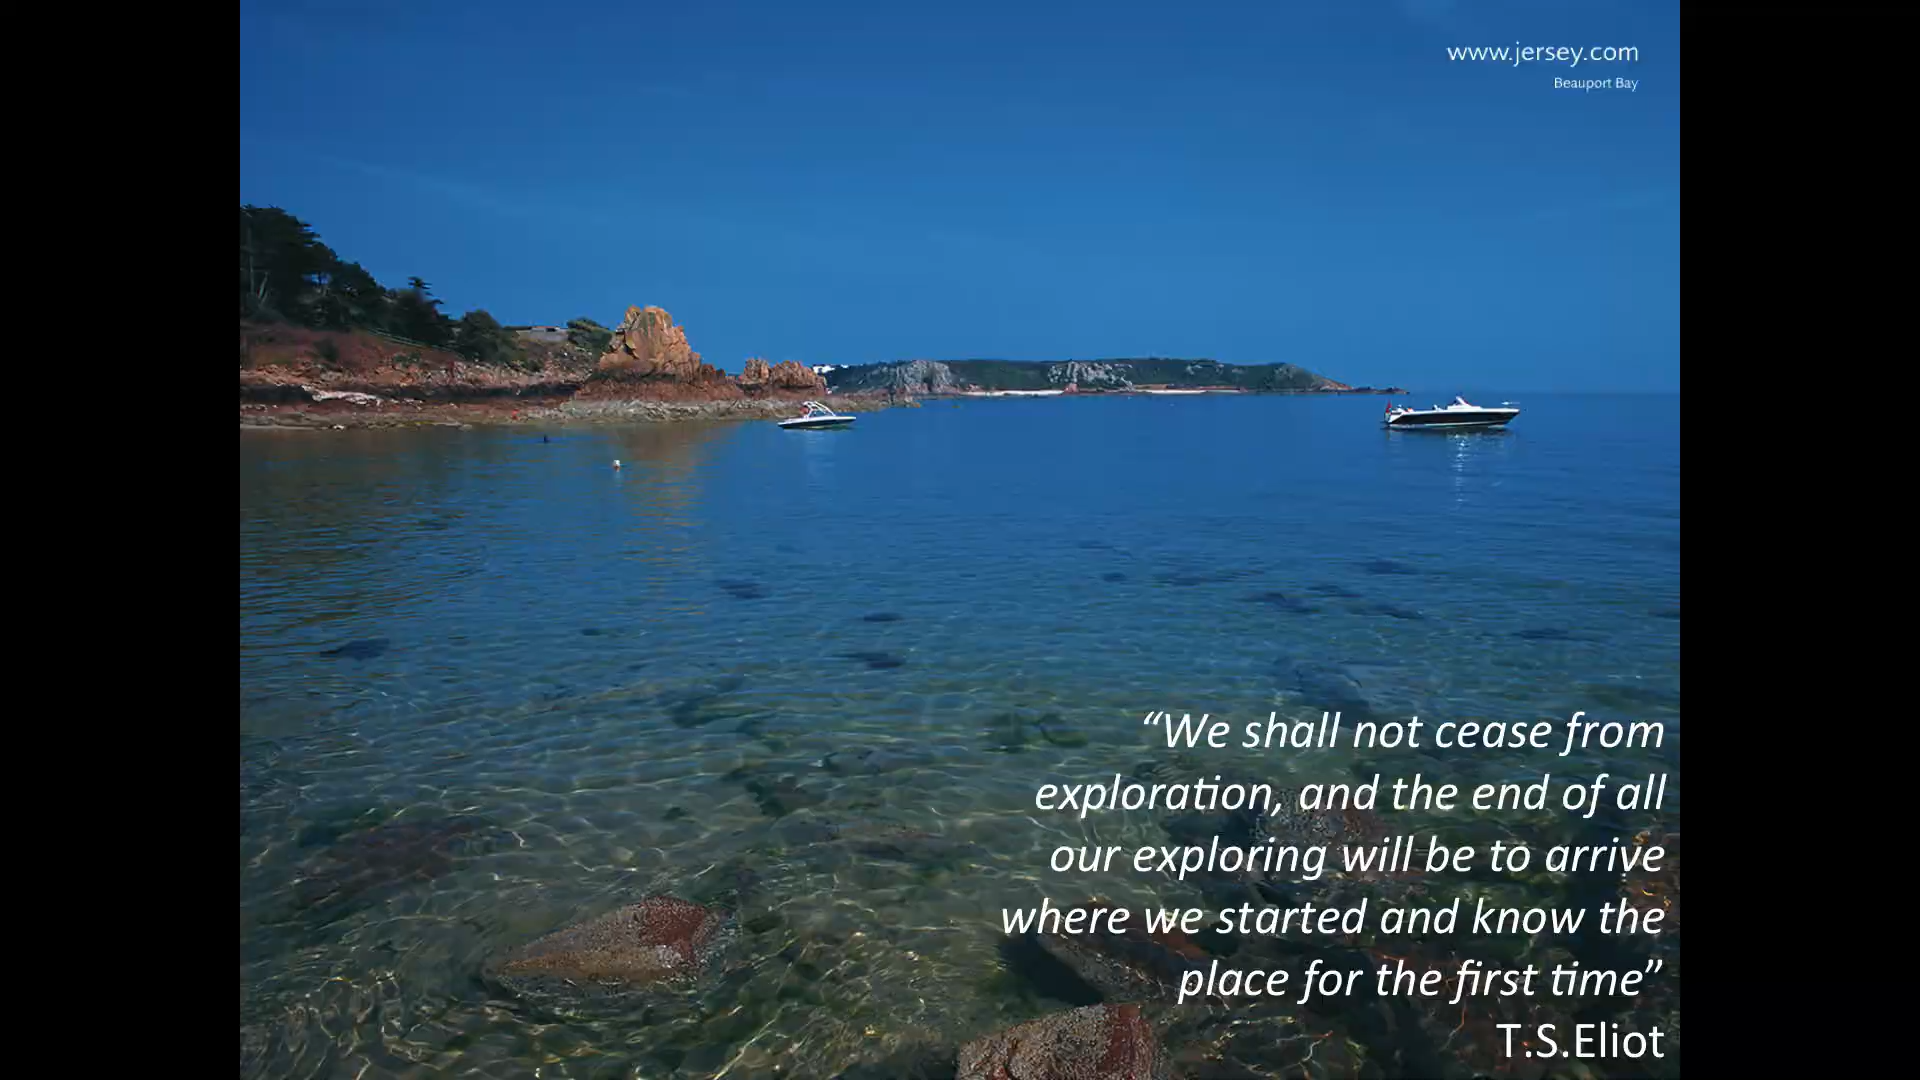 www.jersey.com
Beauport Bay
“We shall not cease from
exploration, and the end of all
our exploring will be to arrive
where we started and know the
place for the first time”
T.S.Eliot